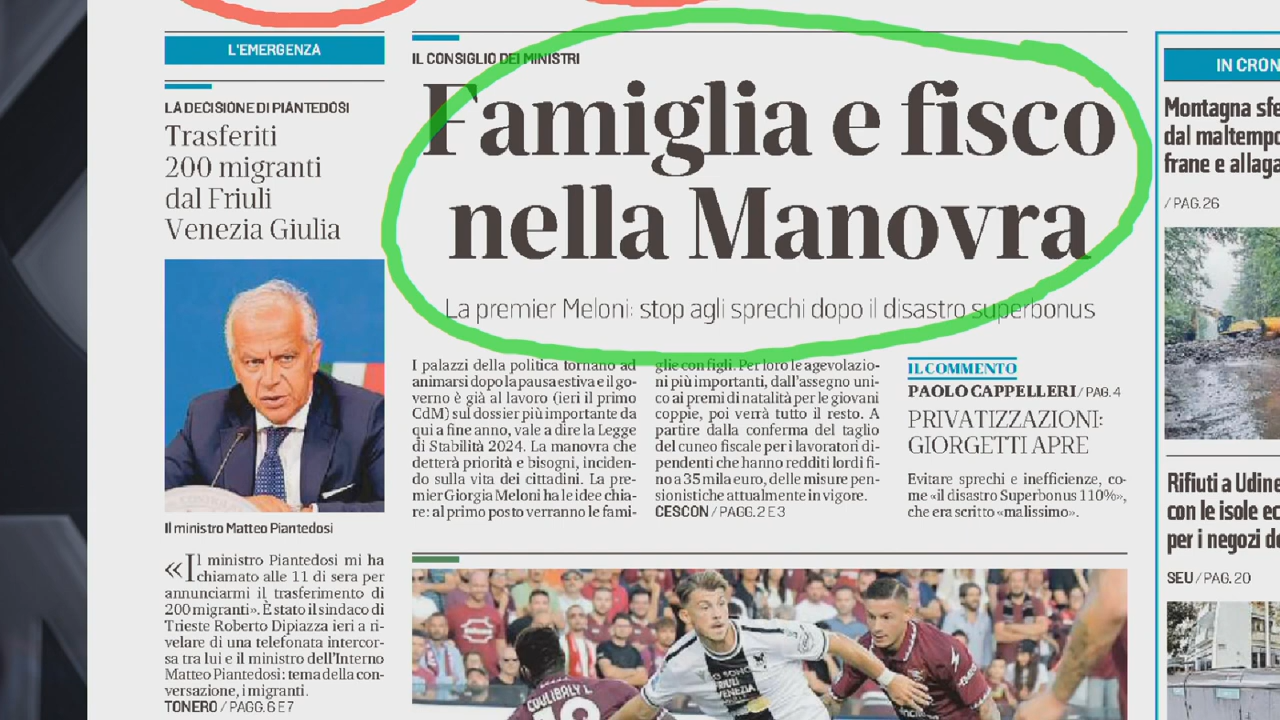 L'EMERGENZA
LA DECISIONE DI PIANTEDOSI
Trasferiti
200 migranti
dal Friuli
Venezia Giulia
Il ministro Matteo Piantedosi
«Il ministro Piantedosi mi ha
chiamato alle 11 di sera per
annunciarmi il trasferimento di
200 migranti». È stato il sindaco di
Trieste Roberto Dipiazza ieri a ri-
velare di una telefonata intercor-
sa tra lui e il ministro dell'Interno
Matteo Piantedosi: tema della con-
versazione, i migranti.
TONERO / PAGG. 6 E 7
IL CONSIGLIO DEI MINISTRI
Famiglia e fisco
nella Manovra
La premier Meloni: stop agli sprechi dopo il disastro superbonus
I palazzi della politica tornano ad
animarsi dopo la pausa estiva e il go-
verno è già al lavoro (ieri il primo
CdM) sul dossier più importante da
qui a fine anno, vale a dire la Legge
di Stabilità 2024. La manovra che
detterà priorità e bisogni, inciden-
do sulla vita dei cittadini. La pre-
mier Giorgia Meloni ha le idee chia-
re: al primo posto verranno le fami-
glie con figli. Per loro le agevolazio-
ni più importanti, dall'assegno uni-
co ai premi di natalità per le giovani
coppie, poi verrà tutto il resto. A
partire dalla conferma del taglio
del cuneo fiscale per i lavoratori di-
pendenti che hanno redditi lordi fi-
no a 35 mila euro, delle misure pen-
sionistiche attualmente in vigore.
CESCON / PAGG. 2 E 3
IL COMMENTO
PAOLO CAPPELLERI / PAG. 4
PRIVATIZZAZIONI:
GIORGETTI APRE
Evitare sprechi e inefficienze, co-
me «il disastro Superbonus 110%»,
che era scritto «malissimo».
COULIBALY L.
IN CRON
Montagna sfe
dal maltempo
frane e allaga
/ PAG. 26
Rifiuti a Udine
con le isole ec
per i negozi de
SEU / PAG. 20